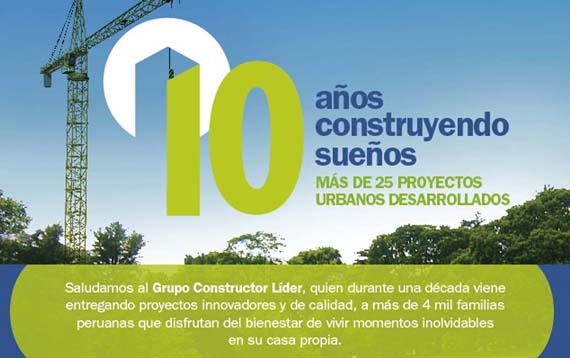 10
años
construyendo
sueños
MÁS DE 25 PROYECTOS
URBANOS DESARROLLADOS
Saludamos al Grupo Constructor Líder, quien durante una década viene
entregando proyectos innovadores y de calidad, a más de 4 mil familias
peruanas que disfrutan del bienestar de vivir momentos inolvidables
en su casa propia.